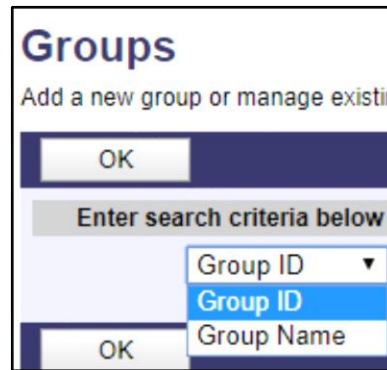 Groups
Add a new group or manage existi
OK
Enter search criteria below
Group ID
Group ID
Group Name
OK